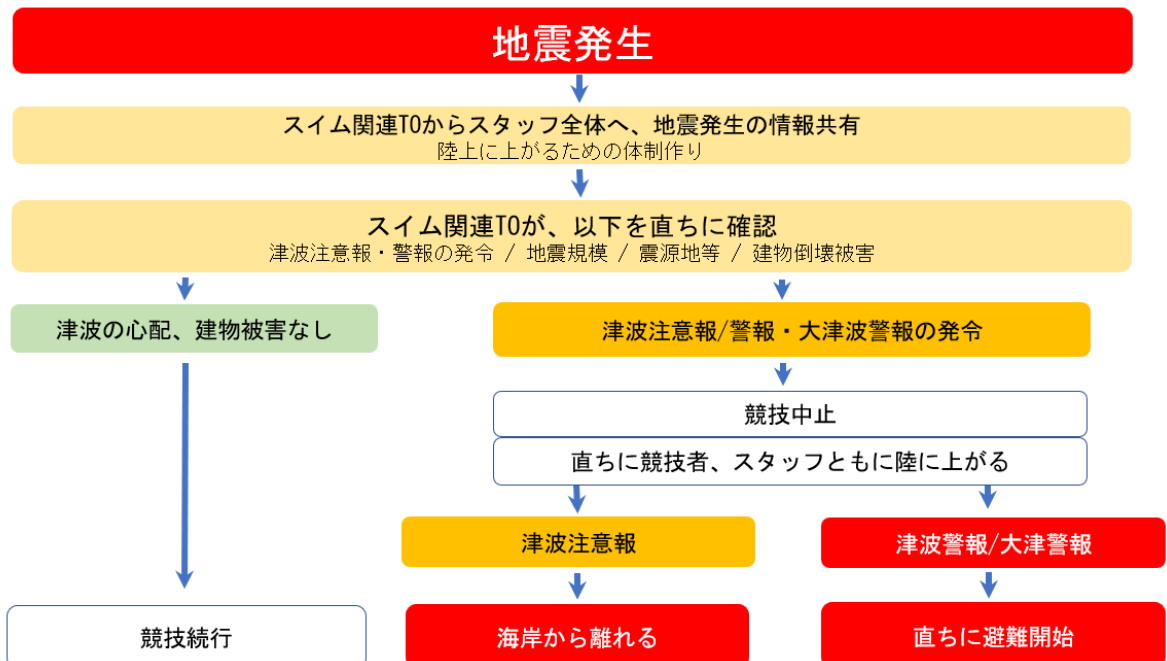 地震発生
スイム関連TOからスタッフ全体へ、地震発生の情報共有
陸上に上がるための体制作り
スイム関連TOが、以下を直ちに確認
津波注意報・警報の発令 / 地震規模 / 震源地等 / 建物倒壊被害
津波の心配、建物被害なし
津波注意報/警報・大津波警報の発令
競技中止
直ちに競技者、スタッフともに陸に上がる
津波注意報
津波警報/大津警報
競技続行
海岸から離れる
直ちに避難開始